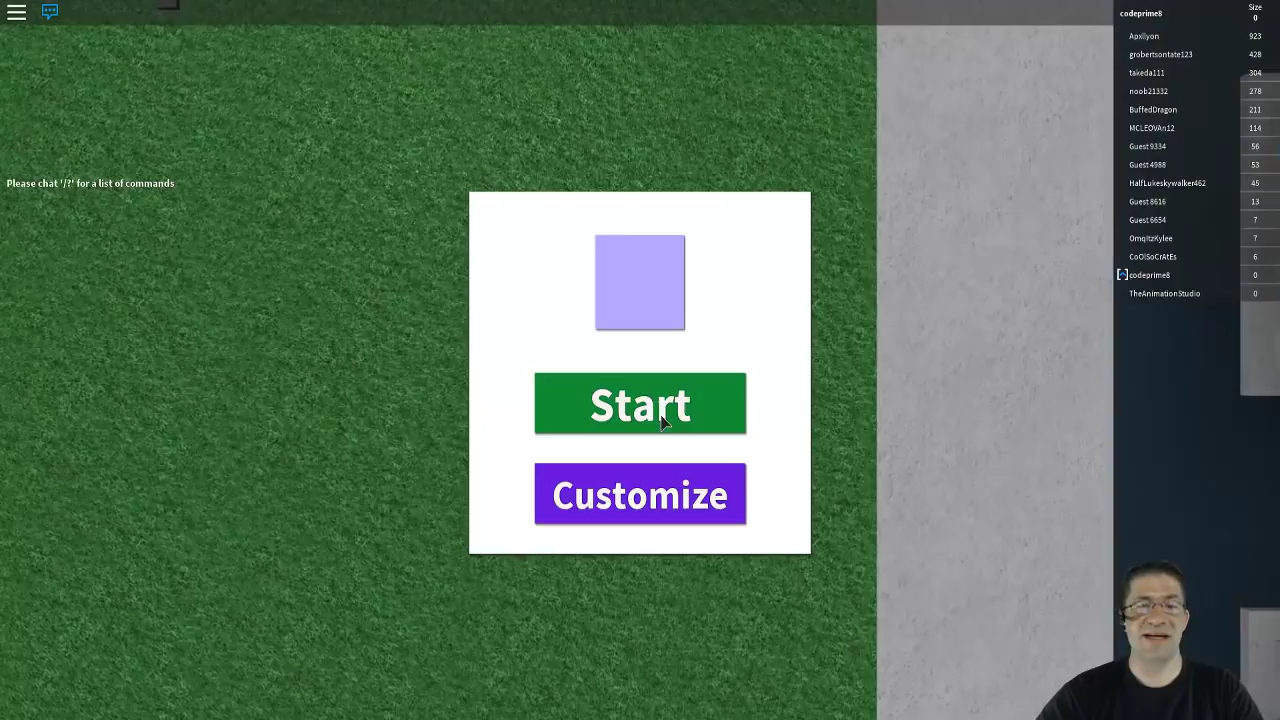 codeprime8
Size
0
Apxllyon 923
grobertsontate123 428
takeda111 304
noob21332 278
BuffedDragon 211
MCLEOVAn12 114
Guest 9334 56
Guest 4988 53
HalfLukeskywalker462 45
Guest 8616 13
Guest 6654 7
OmqItzKylee 7
CoOlSoCrAtEs 6
codeprime8 0
TheAnimationStudio 0
Please chat '/?' for a list of commands
Start
Customize